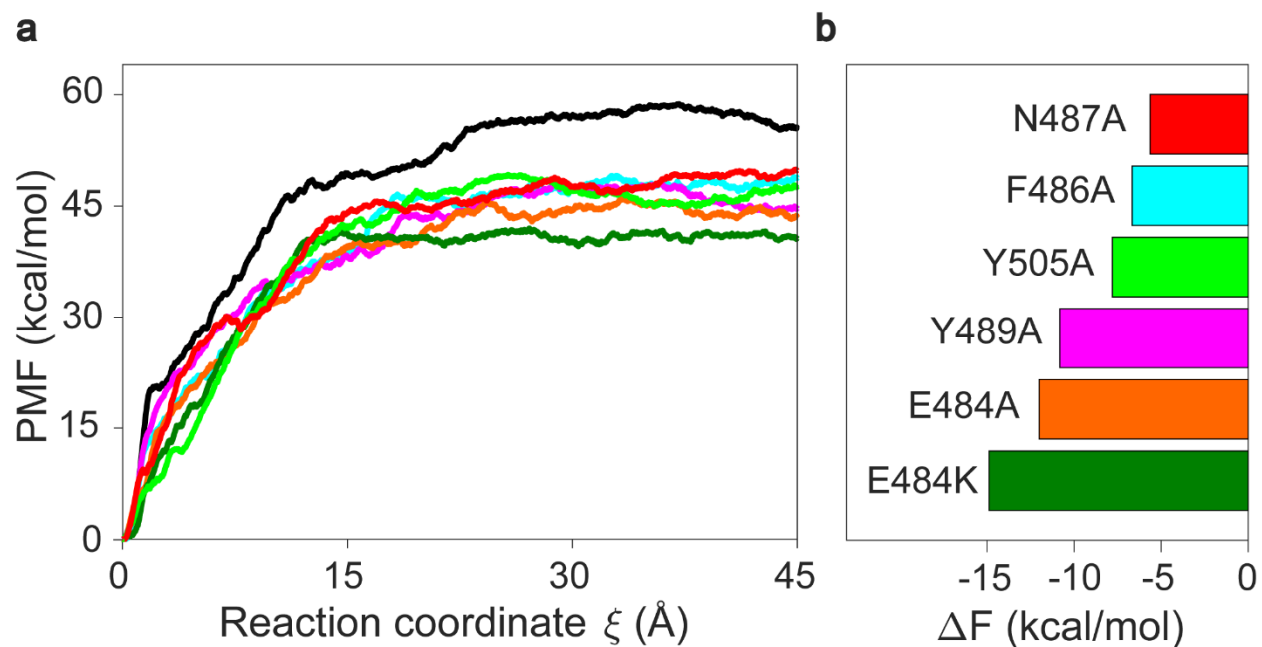 a
60
45
30
15
0
PMF (kcal/mol)
0 15 30 45
Reaction coordinate ξ (Å)
b
N487A
F486A
Y505A
Y489A
E484A
E484K
-15 -10 -5 0
ΔF (kcal/mol)